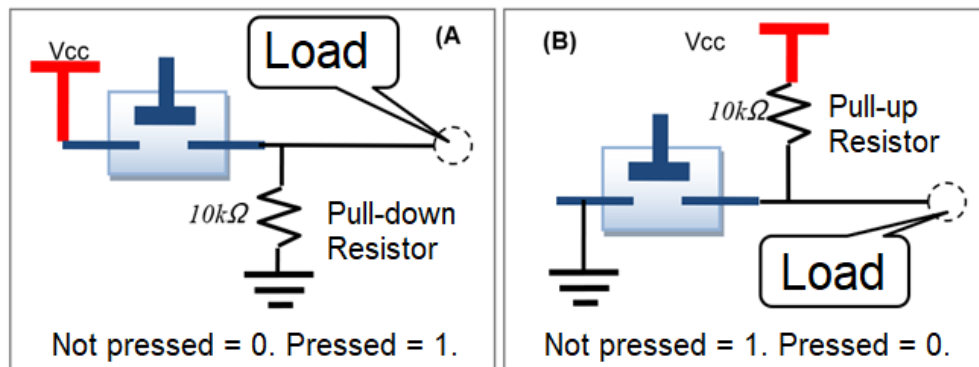 (A
Vcc
Load
10kΩ
Pull-down
Resistor
Not pressed = 0. Pressed = 1.
(B)
Vcc
10kΩ
Pull-up
Resistor
Load
Not pressed = 1. Pressed = 0.